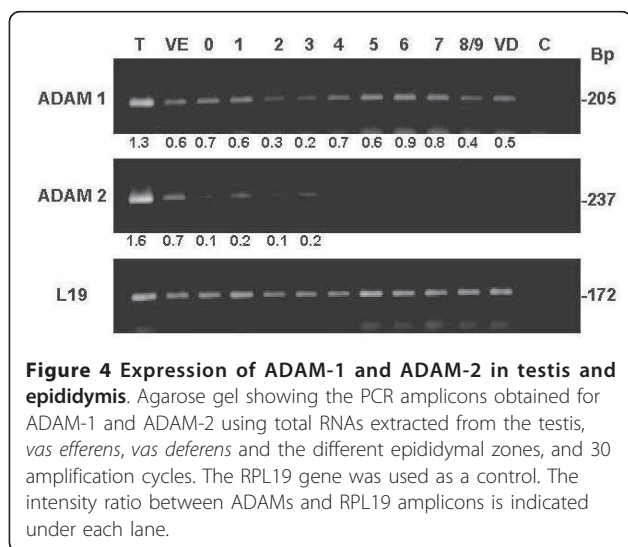 T VE 0 1 2 3 4 5 6 7 8/9 VD C
Bp
ADAM 1 -205
1.3 0.6 0.7 0.6 0.3 0.2 0.7 0.6 0.9 0.8 0.4 0.5
ADAM 2 -237
1.6 0.7 0.1 0.2 0.1 0.2
L19 -172
Figure 4 Expression of ADAM-1 and ADAM-2 in testis and
epididymis. Agarose gel showing the PCR amplicons obtained for
ADAM-1 and ADAM-2 using total RNAs extracted from the testis,
vas efferens, vas deferens and the different epididymal zones, and 30
amplification cycles. The RPL19 gene was used as a control. The
intensity ratio between ADAMs and RPL19 amplicons is indicated
under each lane.